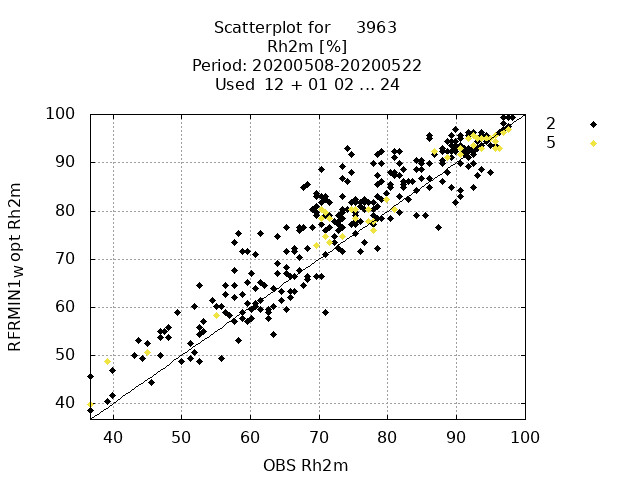 Scatterplot for 3963
Rh2m [%]
Period: 20200508-20200522
Used 12 + 01 02 ... 24
2
5
100
90
80
70
60
50
40
RFRMIN1w opt Rh2m
40 50 60 70 80 90 100
OBS Rh2m